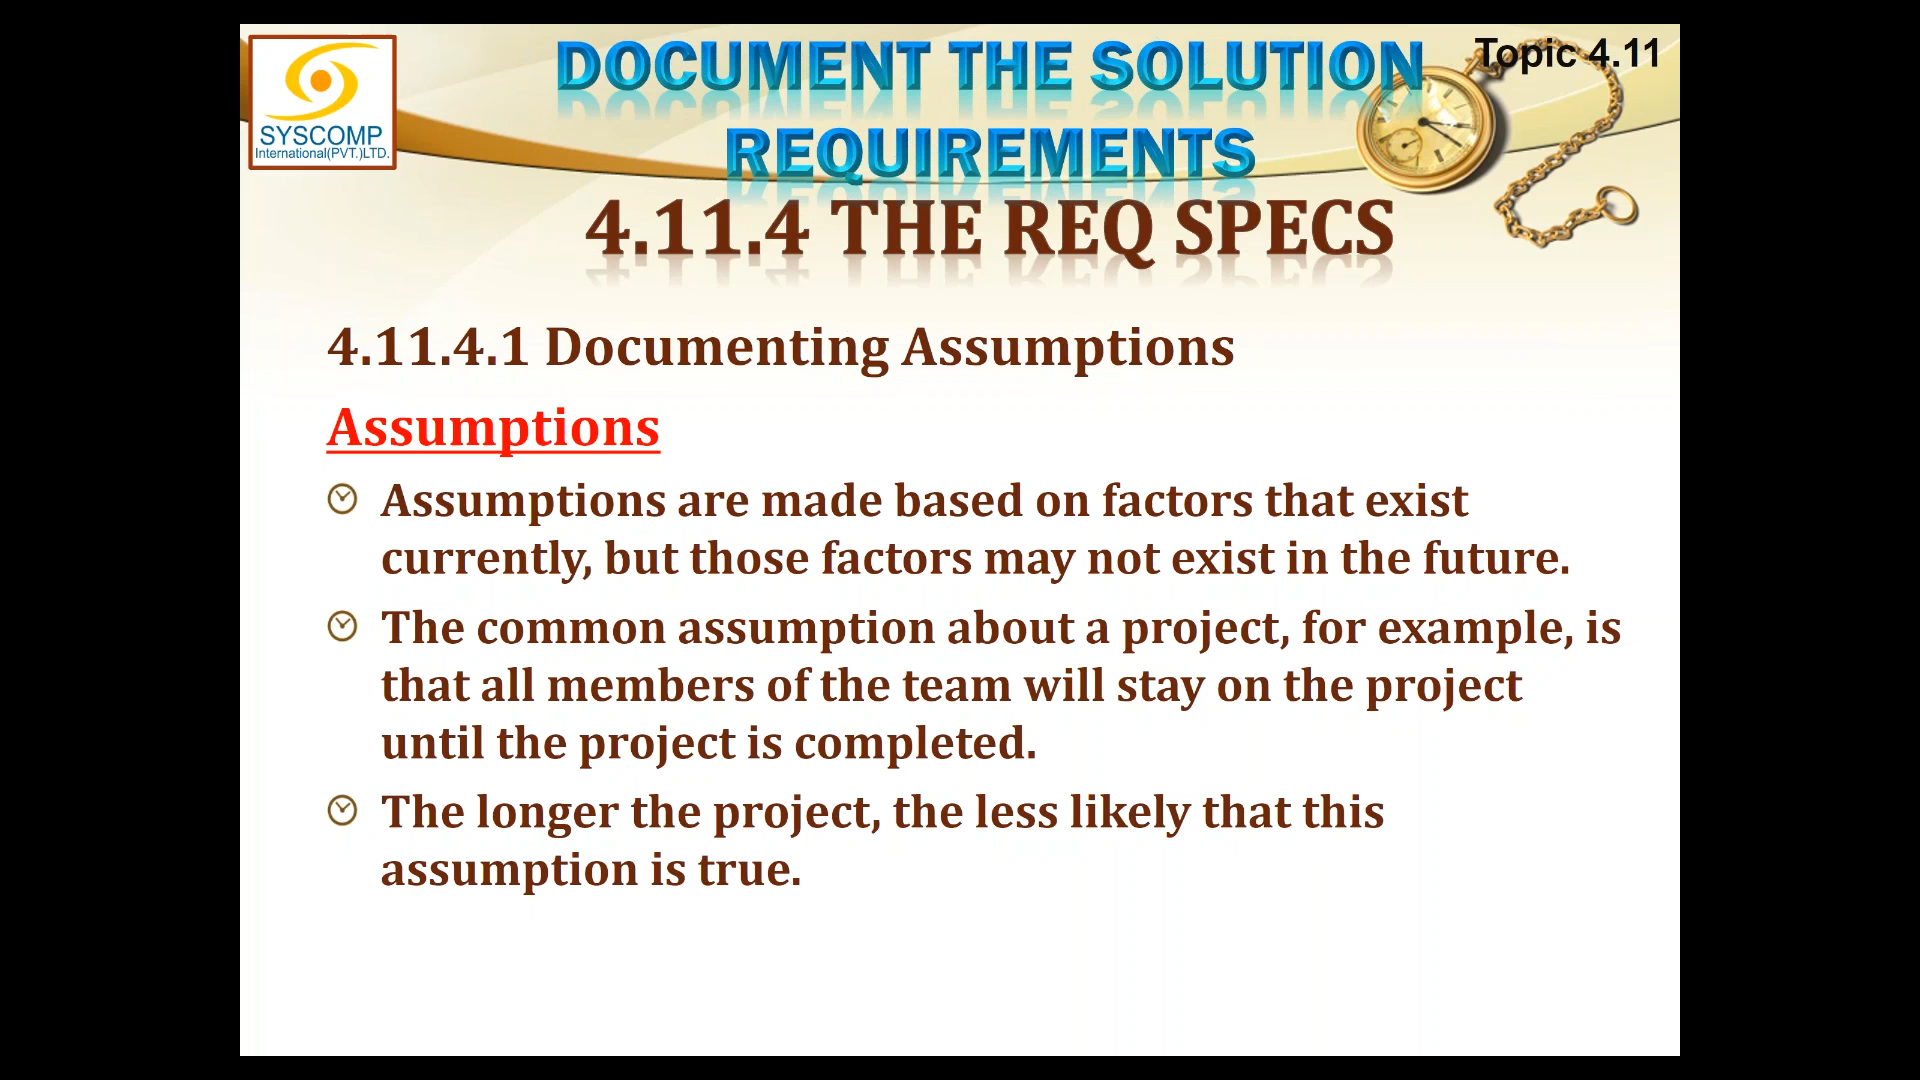 SYSCOMP
International(PVT.)LTD.
DOCUMENT THE SOLUTION
REQUIREMENTS
Topic 4.11
4.11.4 THE REQ SPECS
4.11.4.1 Documenting Assumptions
Assumptions
Assumptions are made based on factors that exist
currently, but those factors may not exist in the future.
The common assumption about a project, for example, is
that all members of the team will stay on the project
until the project is completed.
The longer the project, the less likely that this
assumption is true.